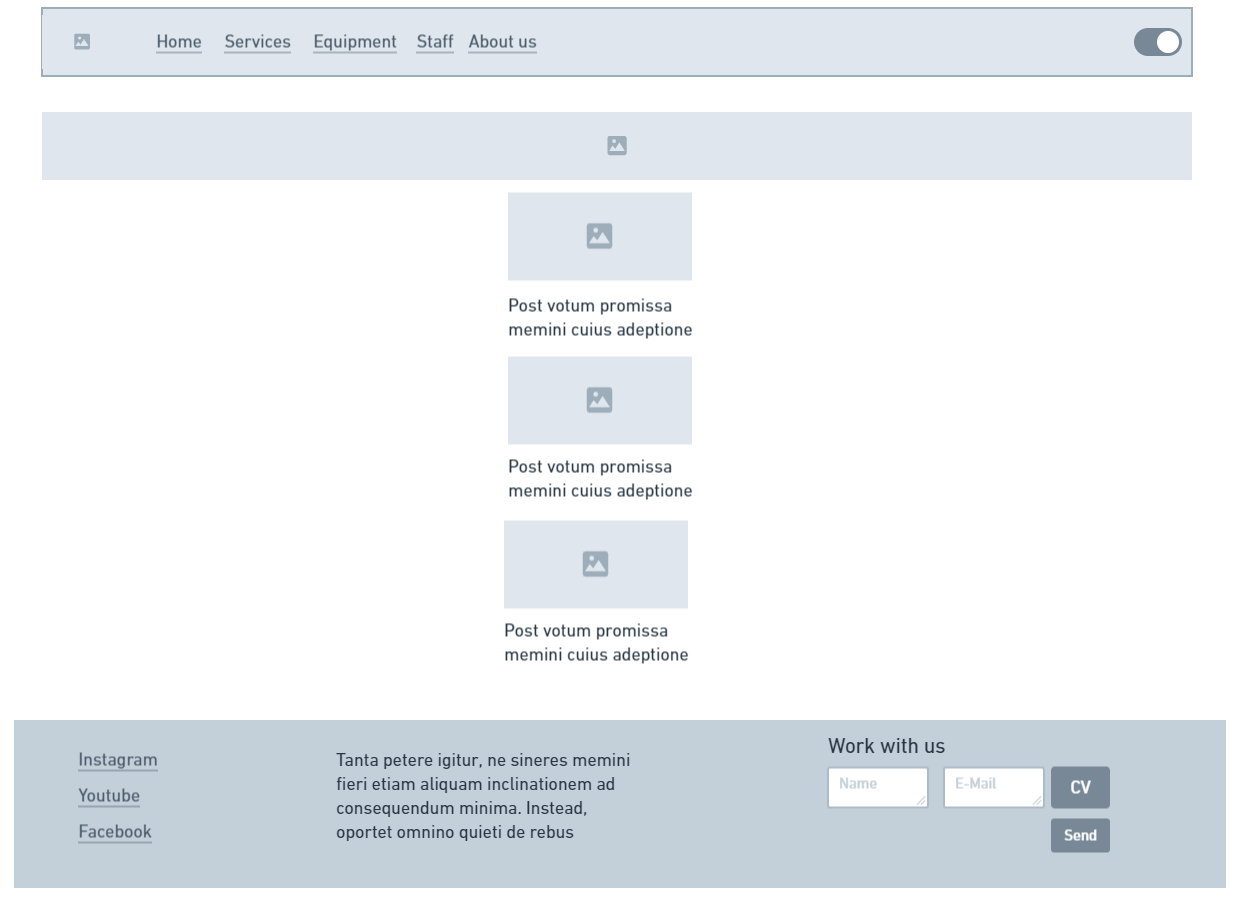 Home Services Equipment Staff About us
Post votum promissa
memini cuius adeptione
Post votum promissa
memini cuius adeptione
Post votum promissa
memini cuius adeptione
Instagram
Youtube
Facebook
Tanta petere igitur, ne sineres memini
fieri etiam aliquam inclinationem ad
consequendum minima. Instead,
oportet omnino quieti de rebus
Work with us
Name E-Mail CV
Send